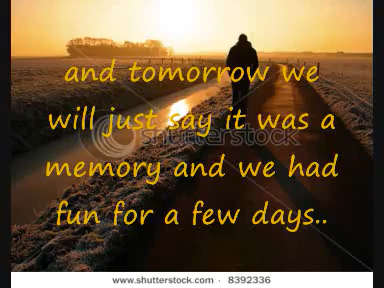 and tomorrow we
will just say it was a
shutterstock
memory and we had
fun for a few days..
www.shutterstock.com · 8392336